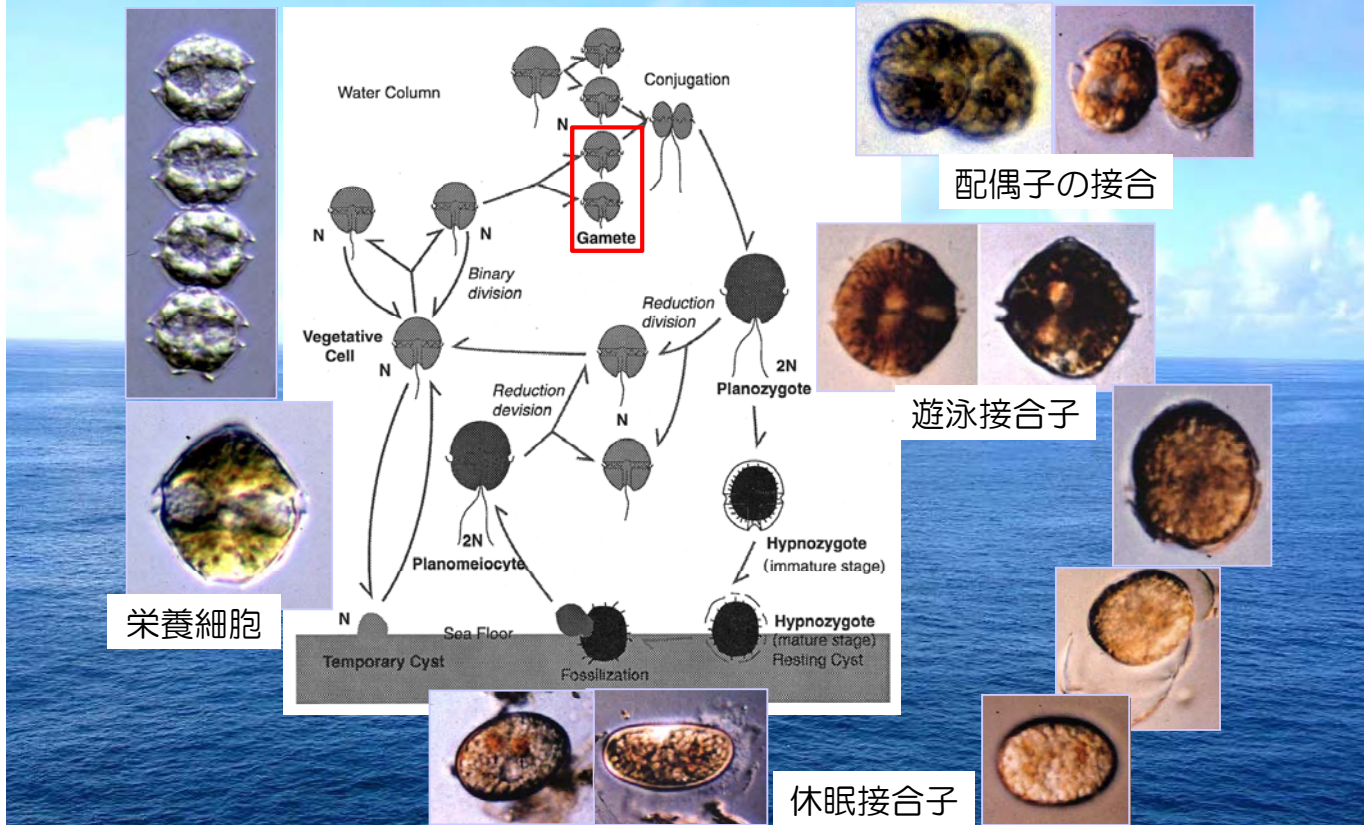 Water Column
Conjugation
N
Gamete
配偶子の接合
N
N
Binary
division
Reduction
division
Vegetative
Cell
N
2N
Planozygote
遊泳接合子
Reduction
devision
N
2N
Planomeiocyte
Hypnozygote
(immature stage)
栄養細胞
N
Sea Floor
Hypnozygote
(mature stage)
Resting Cyst
Temporary Cyst
Fossilization
休眠接合子